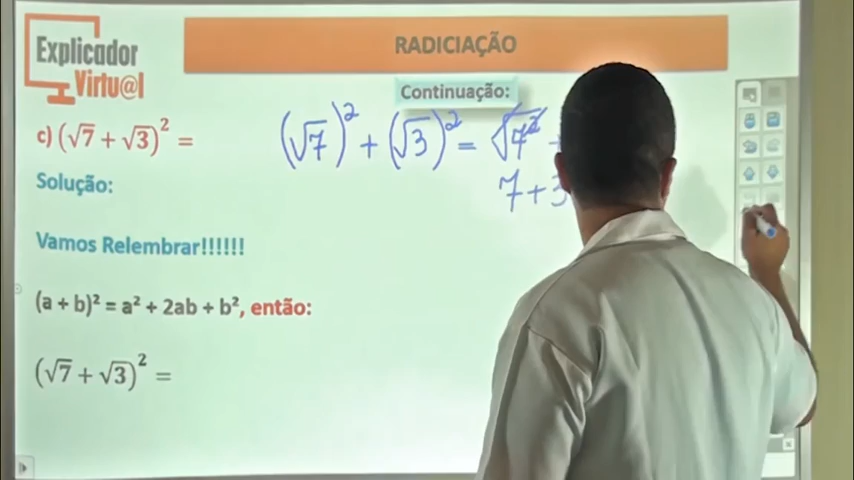 Explicador
Virtu@l
RADICIAÇÃO
Continuação:
c) (√7 + √3)² =
(√7)² + (√3)² = √7² +
7+3
Solução:
Vamos Relembrar!!!!!!
(a + b)² = a² + 2ab + b², então:
(√7 + √3)² =